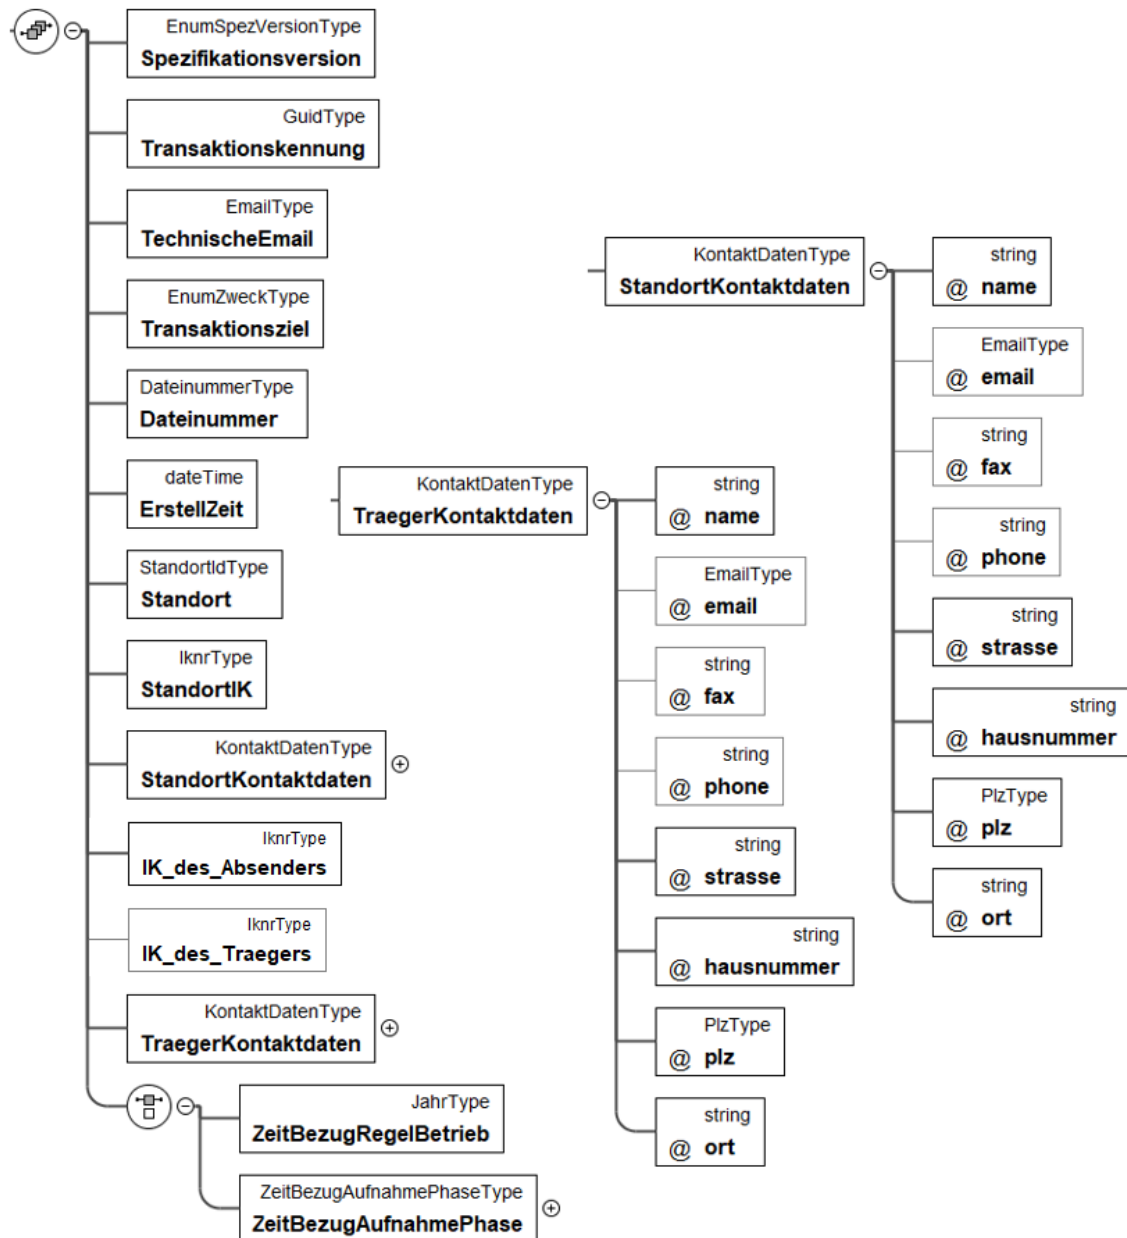 EnumSpezVersionType
Spezifikationsversion
GuidType
Transaktionskennung
EmailType
TechnischeEmail
EnumZweckType
Transaktionsziel
DateinummerType
Dateinummer
dateTime
ErstellZeit
StandortIdType
Standort
IknrType
StandortIK
KontaktDatenType
StandortKontaktdaten
IknrType
IK_des_Absenders
IknrType
IK_des_Traegers
KontaktDatenType
TraegerKontaktdaten
JahrType
ZeitBezugRegelBetrieb
ZeitBezugAufnahmePhaseType
ZeitBezugAufnahmePhase
KontaktDatenType
TraegerKontaktdaten
string
@ name
EmailType
@ email
string
@ fax
string
@ phone
string
@ strasse
string
@ hausnummer
PlzType
@ plz
string
@ ort
KontaktDatenType
StandortKontaktdaten
string
@ name
EmailType
@ email
string
@ fax
string
@ phone
string
@ strasse
string
@ hausnummer
PlzType
@ plz
string
@ ort